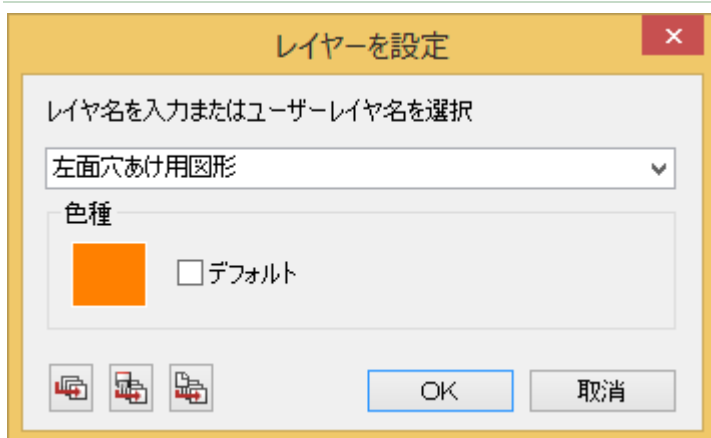 レイヤーを設定
レイヤ名を入力またはユーザーレイヤ名を選択
左面穴あけ用図形
色種
デフォルト
OK 取消